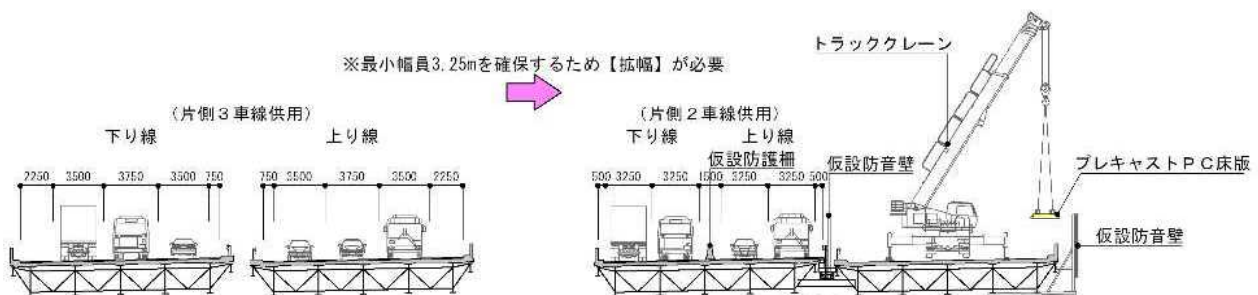 トラッククレーン
※最小幅員3.25mを確保するため【拡幅】が必要
(片側3車線供用)
下り線 上り線
2250 3500 3750 3500 750
750 3500 3750 3500 2250
(片側2車線供用)
下り線 上り線
仮設防護柵
仮設防音壁
500 3250 3250 1500 3250 3250 500
プレキャストPC床版
仮設防音壁